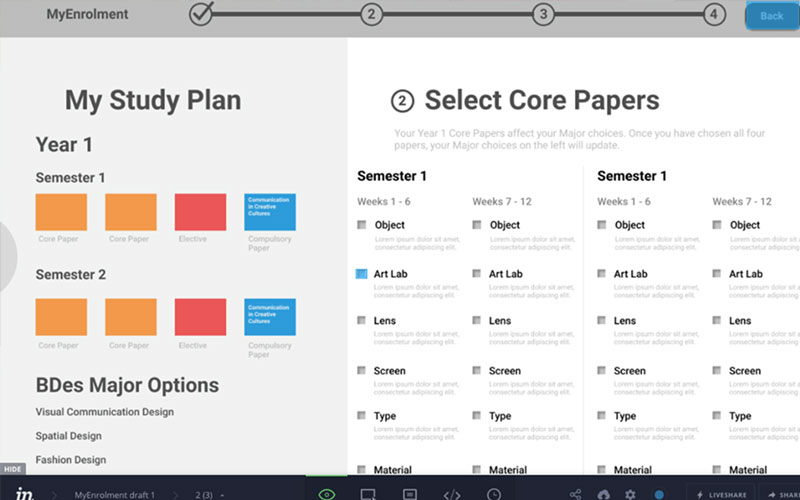 MyEnrolment
2
3
4
Back
My Study Plan
Year 1
Semester 1
Communication
in Creative
Cultures
Core Paper
Core Paper
Elective
Compulsory
Paper
Semester 2
Communication
in Creative
Cultures
Core Paper
Core Paper
Elective
Compulsory
Paper
BDes Major Options
Visual Communication Design
Spatial Design
Fashion Design
2 Select Core Papers
Your Year 1 Core Papers affect your Major choices. Once you have chosen all four
papers, your Major choices on the left will update.
Semester 1
Weeks 1 - 6
Object
Lorem ipsum dolor sit amet,
consectetur adipiscing elit.
Art Lab
Lorem ipsum dolor sit amet,
consectetur adipiscing elit.
Lens
Lorem ipsum dolor sit amet,
consectetur adipiscing elit.
Screen
Lorem ipsum dolor sit amet,
consectetur adipiscing elit.
Type
Lorem ipsum dolor sit amet,
consectetur adipiscing elit.
Material
Weeks 7 - 12
Object
Lorem ipsum dolor sit amet,
consectetur adipiscing elit.
Art Lab
Lorem ipsum dolor sit amet,
consectetur adipiscing elit.
Lens
Lorem ipsum dolor sit amet,
consectetur adipiscing elit.
Screen
Lorem ipsum dolor sit amet,
consectetur adipiscing elit.
Type
Lorem ipsum dolor sit amet,
consectetur adipiscing elit.
Material
Semester 1
Weeks 1 - 6
Object
Lorem ipsum dolor sit amet,
consectetur adipiscing elit.
Art Lab
Lorem ipsum dolor sit amet,
consectetur adipiscing elit.
Lens
Lorem ipsum dolor sit amet,
consectetur adipiscing elit.
Screen
Lorem ipsum dolor sit amet,
consectetur adipiscing elit.
Type
Lorem ipsum dolor sit amet,
consectetur adipiscing elit.
Material
Weeks 7 - 12
Object
Lorem ipsum dolor sit amet,
consectetur adipiscing elit.
Art Lab
Lorem ipsum dolor sit amet,
consectetur adipiscing elit.
Lens
Lorem ipsum dolor sit amet,
consectetur adipiscing elit.
Screen
Lorem ipsum dolor sit amet,
consectetur adipiscing elit.
Type
Lorem ipsum dolor sit amet,
consectetur adipiscing elit.
Material
HIDE
in
MyEnrolment draft 1
2 (3)
LIVESHARE
SHAR